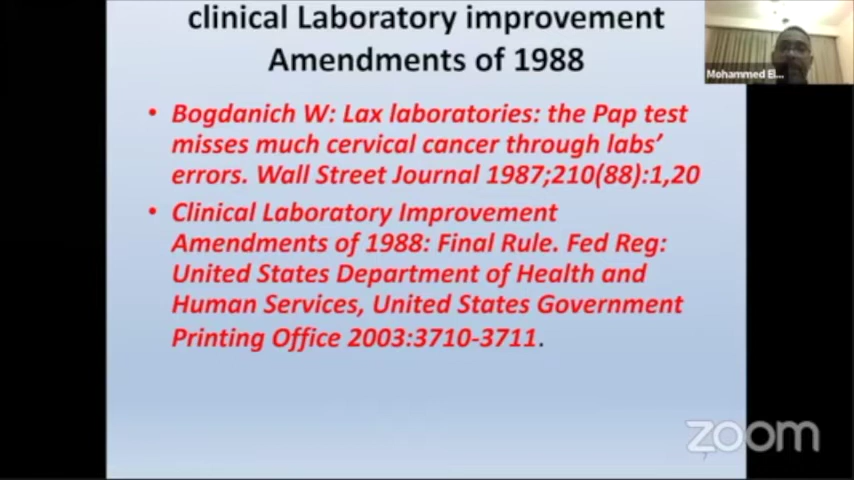 clinical Laboratory improvement
Amendments of 1988
Mohammed El...
• Bogdanich W: Lax laboratories: the Pap test
misses much cervical cancer through labs'
errors. Wall Street Journal 1987;210(88):1,20
• Clinical Laboratory Improvement
Amendments of 1988: Final Rule. Fed Reg:
United States Department of Health and
Human Services, United States Government
Printing Office 2003:3710-3711.
zoom